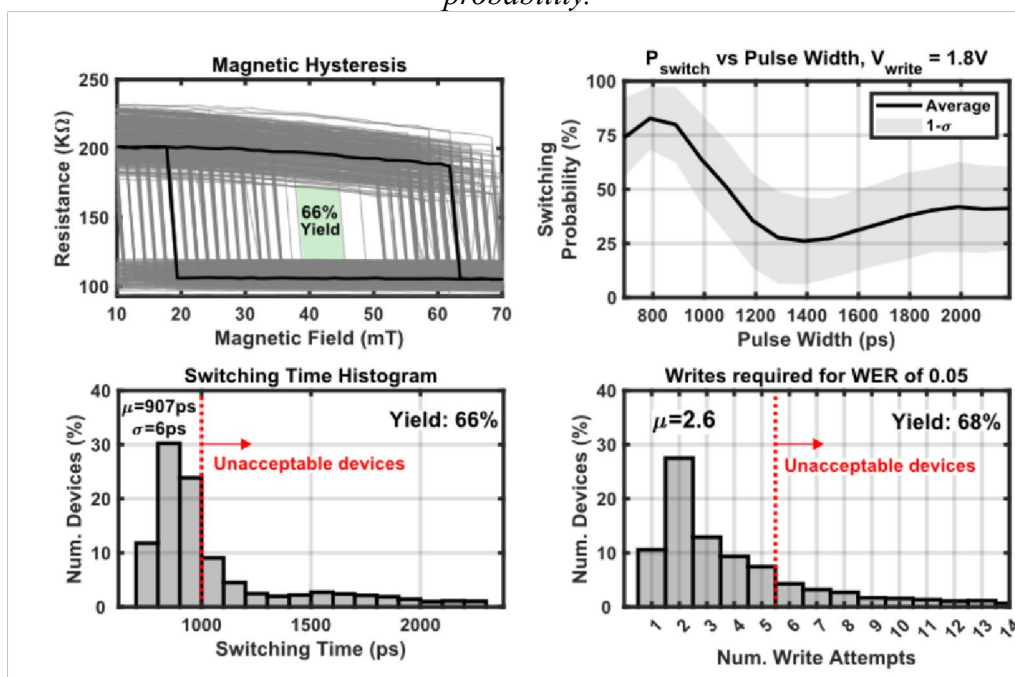 probability.
Magnetic Hysteresis
250
200
150
100
Resistance (KΩ)
66%
Yield
10 20 30 40 50 60 70
Magnetic Field (mT)
P_switch vs Pulse Width, V_write = 1.8V
100
75
50
25
0
Switching
Probability (%)
Average
1-σ
800 1000 1200 1400 1600 1800 2000
Pulse Width (ps)
Switching Time Histogram
40
30
20
10
0
Num. Devices (%)
μ=907ps
σ=6ps
Yield: 66%
Unacceptable devices
1000 1500 2000
Switching Time (ps)
Writes required for WER of 0.05
40
30
20
10
0
Num. Devices (%)
μ=2.6
Yield: 68%
Unacceptable devices
1 2 3 4 5 6 7 8 9 10 11 12 13 14
Num. Write Attempts